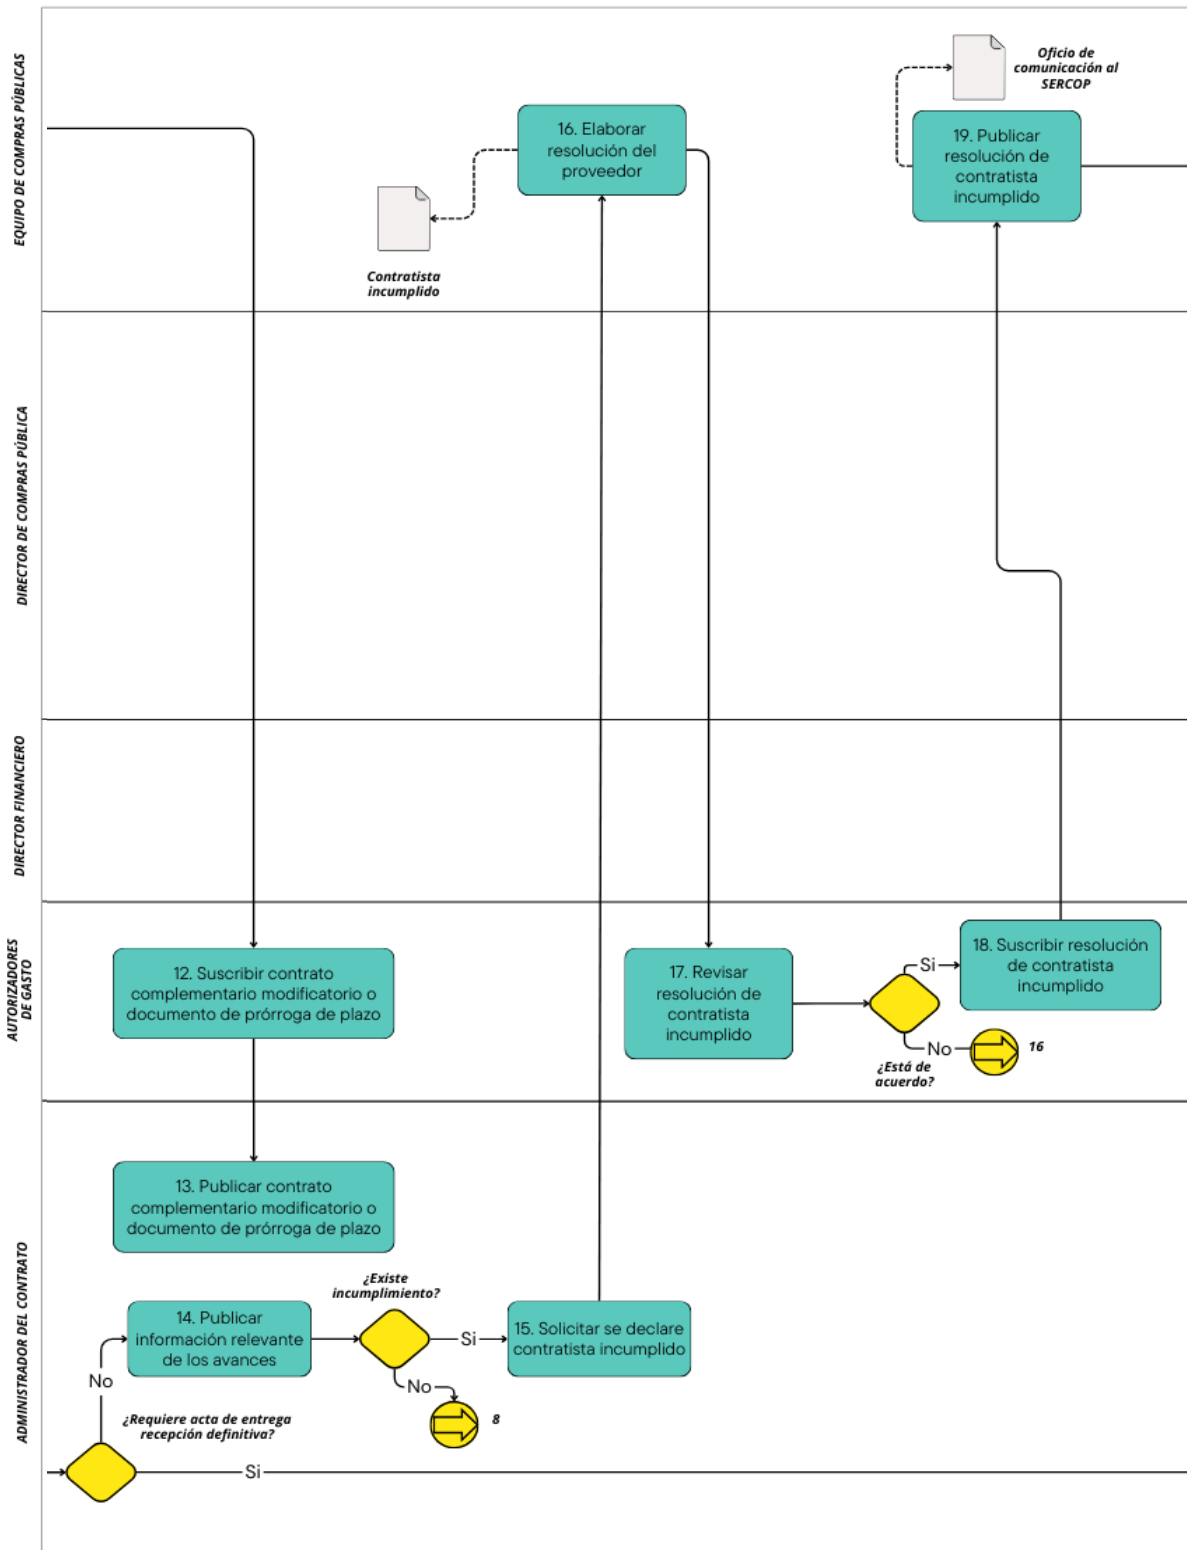 EQUIPO DE COMPRAS PÚBLICAS
Oficio de
comunicación al
SERCOP
16. Elaborar
resolución del
proveedor
19. Publicar
resolución de
contratista
incumplido
Contratista
incumplido
DIRECTOR DE COMPRAS PÚBLICA
DIRECTOR FINANCIERO
AUTORIZADORES
DE GASTO
12. Suscribir contrato
complementario modificatorio o
documento de prórroga de plazo
17. Revisar
resolución de
contratista
incumplido
Si
18. Suscribir resolución
de contratista
incumplido
No
16
¿Está de
acuerdo?
ADMINISTRADOR DEL CONTRATO
13. Publicar contrato
complementario modificatorio o
documento de prórroga de plazo
¿Existe
incumplimiento?
14. Publicar
información relevante
de los avances
Si
15. Solicitar se declare
contratista incumplido
No
No
8
¿Requiere acta de entrega
recepción definitiva?
Si